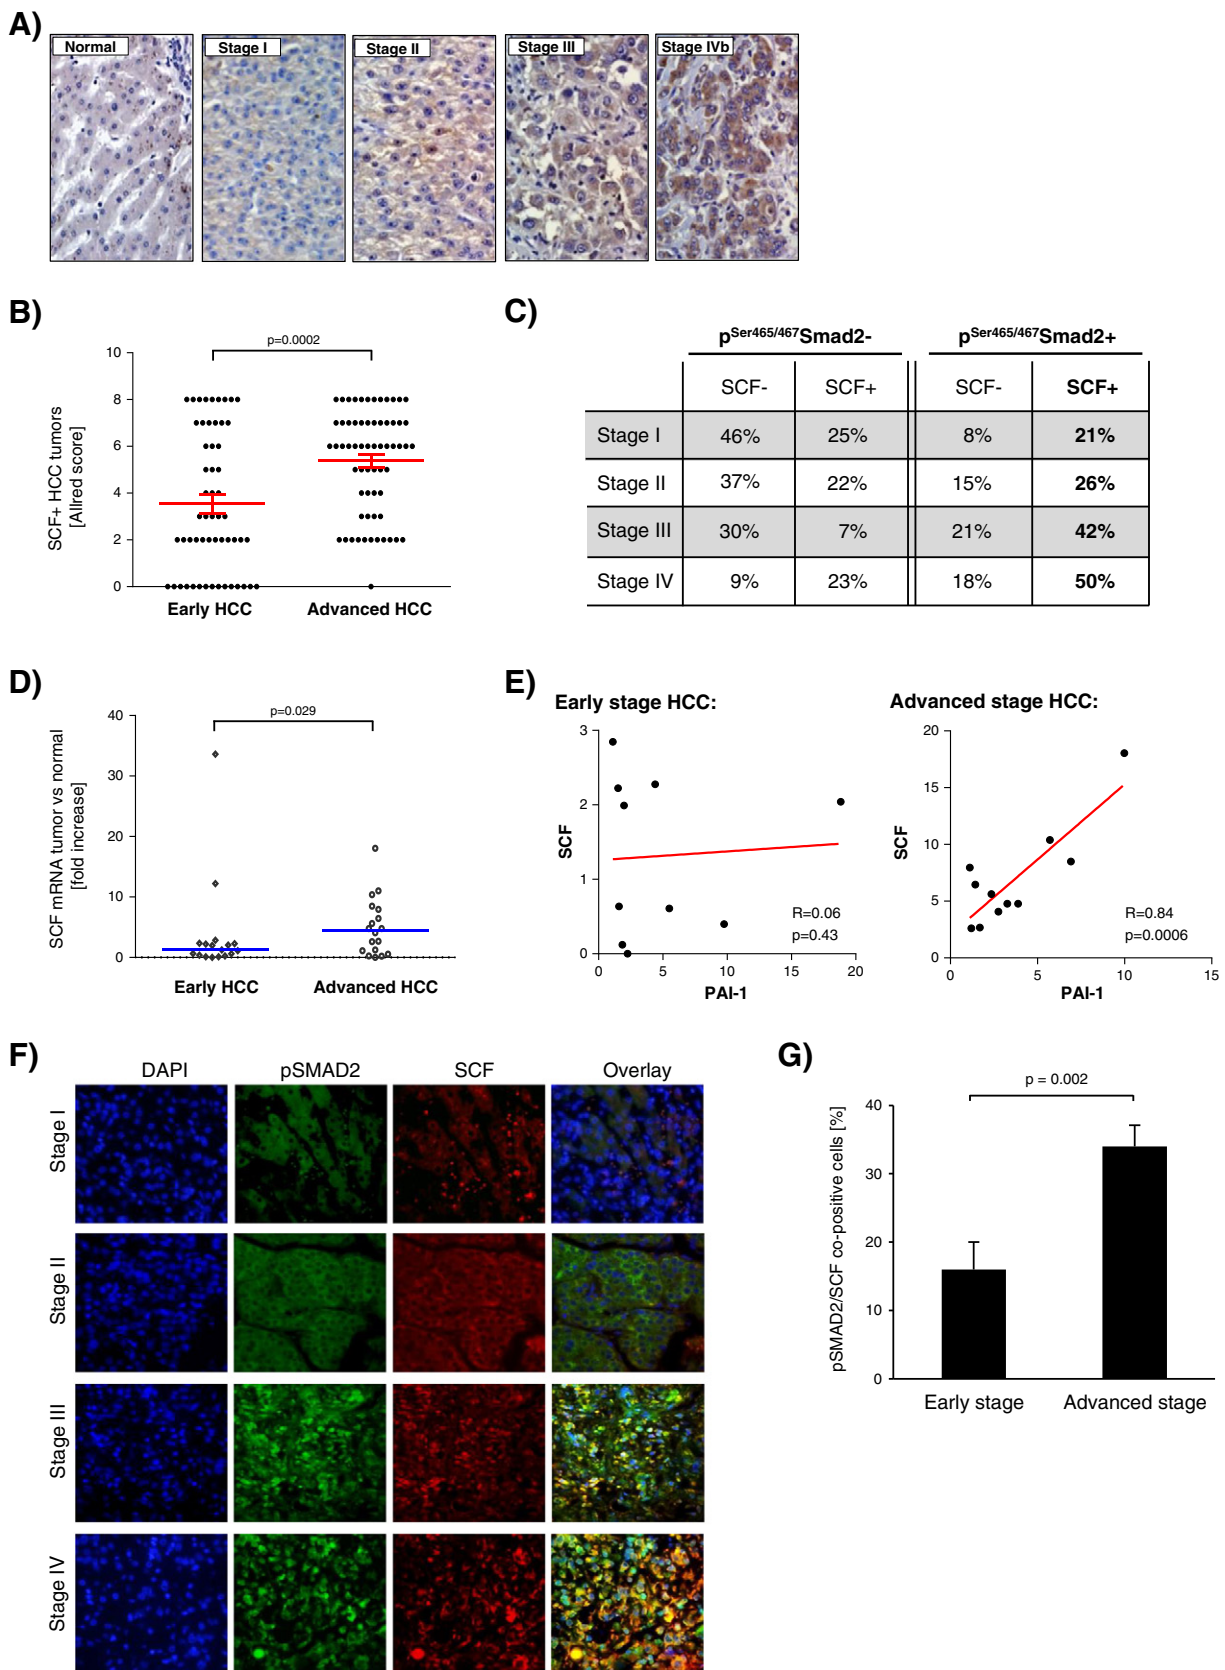 A)
Normal
Stage I
Stage II
Stage III
Stage IVb
B)
p=0.0002
SCF+ HCC tumors
[Allred score]
10
8
6
4
2
0
Early HCC
Advanced HCC
C)
pSer465/467Smad2-
pSer465/467Smad2+
SCF- SCF+ SCF- SCF+
Stage I 46% 25% 8% 21%
Stage II 37% 22% 15% 26%
Stage III 30% 7% 21% 42%
Stage IV 9% 23% 18% 50%
D)
p=0.029
SCF mRNA tumor vs normal
[fold increase]
40
30
20
10
0
Early HCC
Advanced HCC
E)
Early stage HCC:
SCF
3
2
1
0
R=0.06
p=0.43
0 5 10 15 20
PAI-1
Advanced stage HCC:
SCF
20
15
10
5
0
R=0.84
p=0.0006
0 5 10 15
PAI-1
F)
DAPI
pSMAD2
SCF
Overlay
Stage I
Stage II
Stage III
Stage IV
G)
p = 0.002
pSMAD2/SCF co-positive cells [%]
40
30
20
10
0
Early stage
Advanced stage